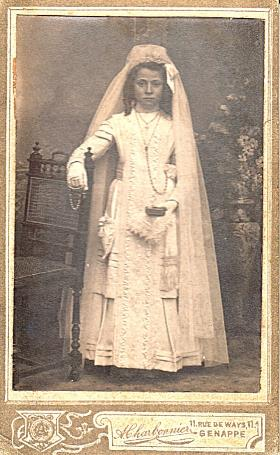 A Charbonnier
11. RUE DE WAYS, 11.
GENAPPE